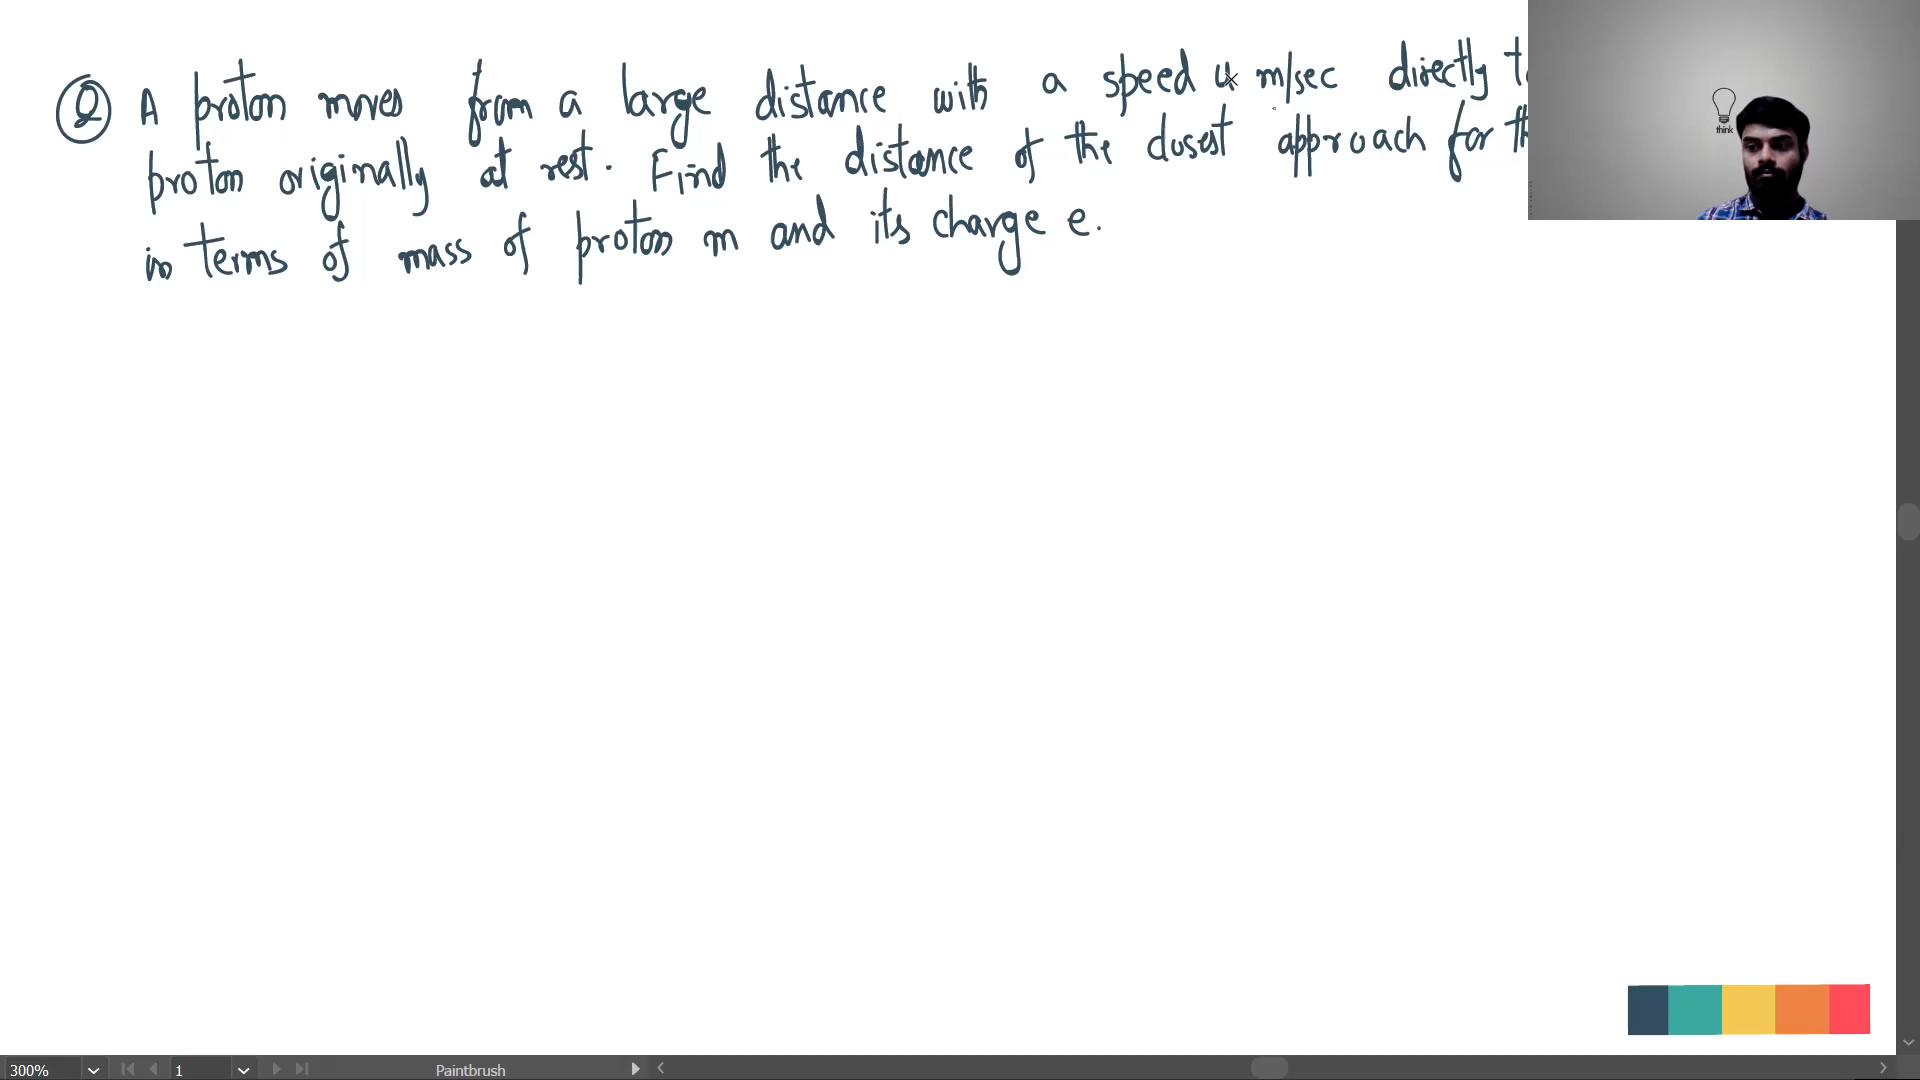 Q A proton moves from a large distance with a speed u m/sec directly
proton originally at rest. Find the distance of the closest approach for
in terms of mass of proton m and its charge e.
think
300%
1
Paintbrush